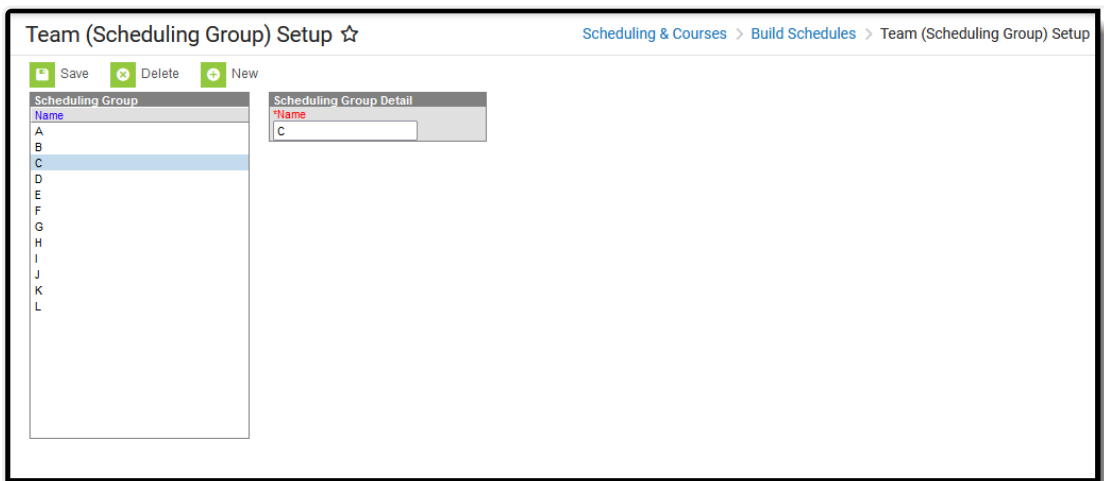 Team (Scheduling Group) Setup ☆
Scheduling & Courses > Build Schedules > Team (Scheduling Group) Setup
Save Delete New
Scheduling Group
Name
A
B
C
D
E
F
G
H
I
J
K
L
Scheduling Group Detail
*Name
C